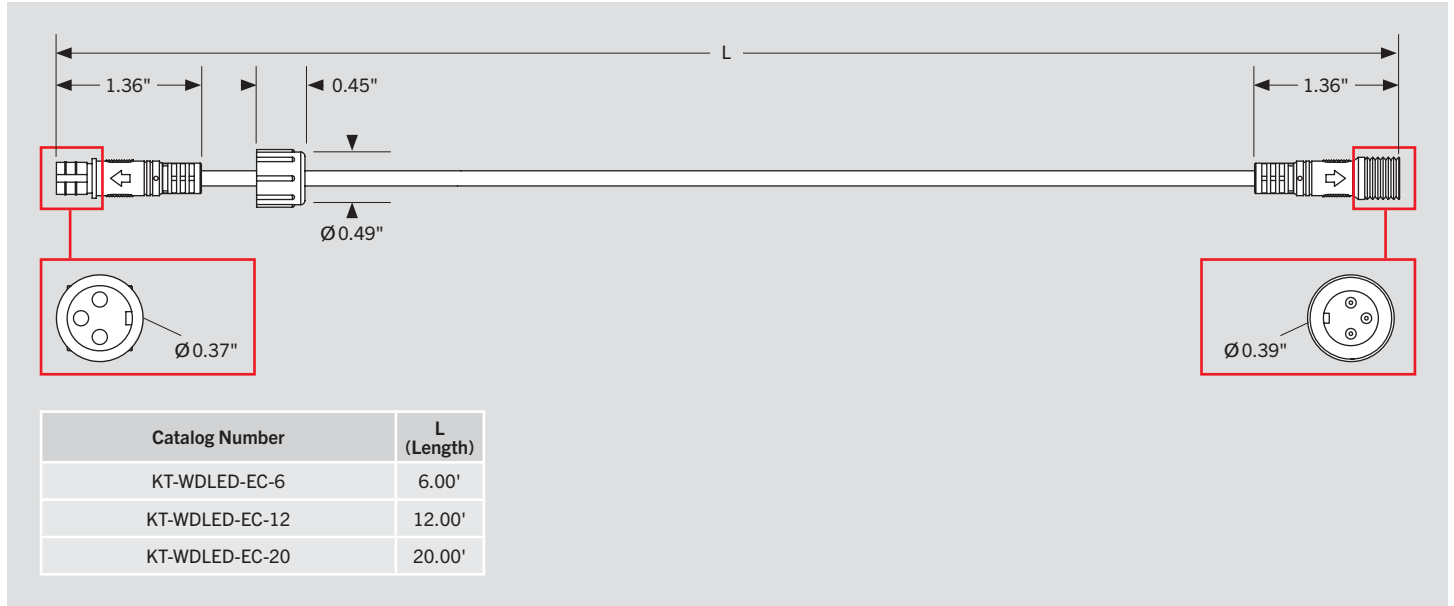 L
1.36"
0.45"
1.36"
Ø 0.49"
Ø 0.37"
Ø 0.39"
Catalog Number L (Length)
KT-WDLED-EC-6 6.00'
KT-WDLED-EC-12 12.00'
KT-WDLED-EC-20 20.00'